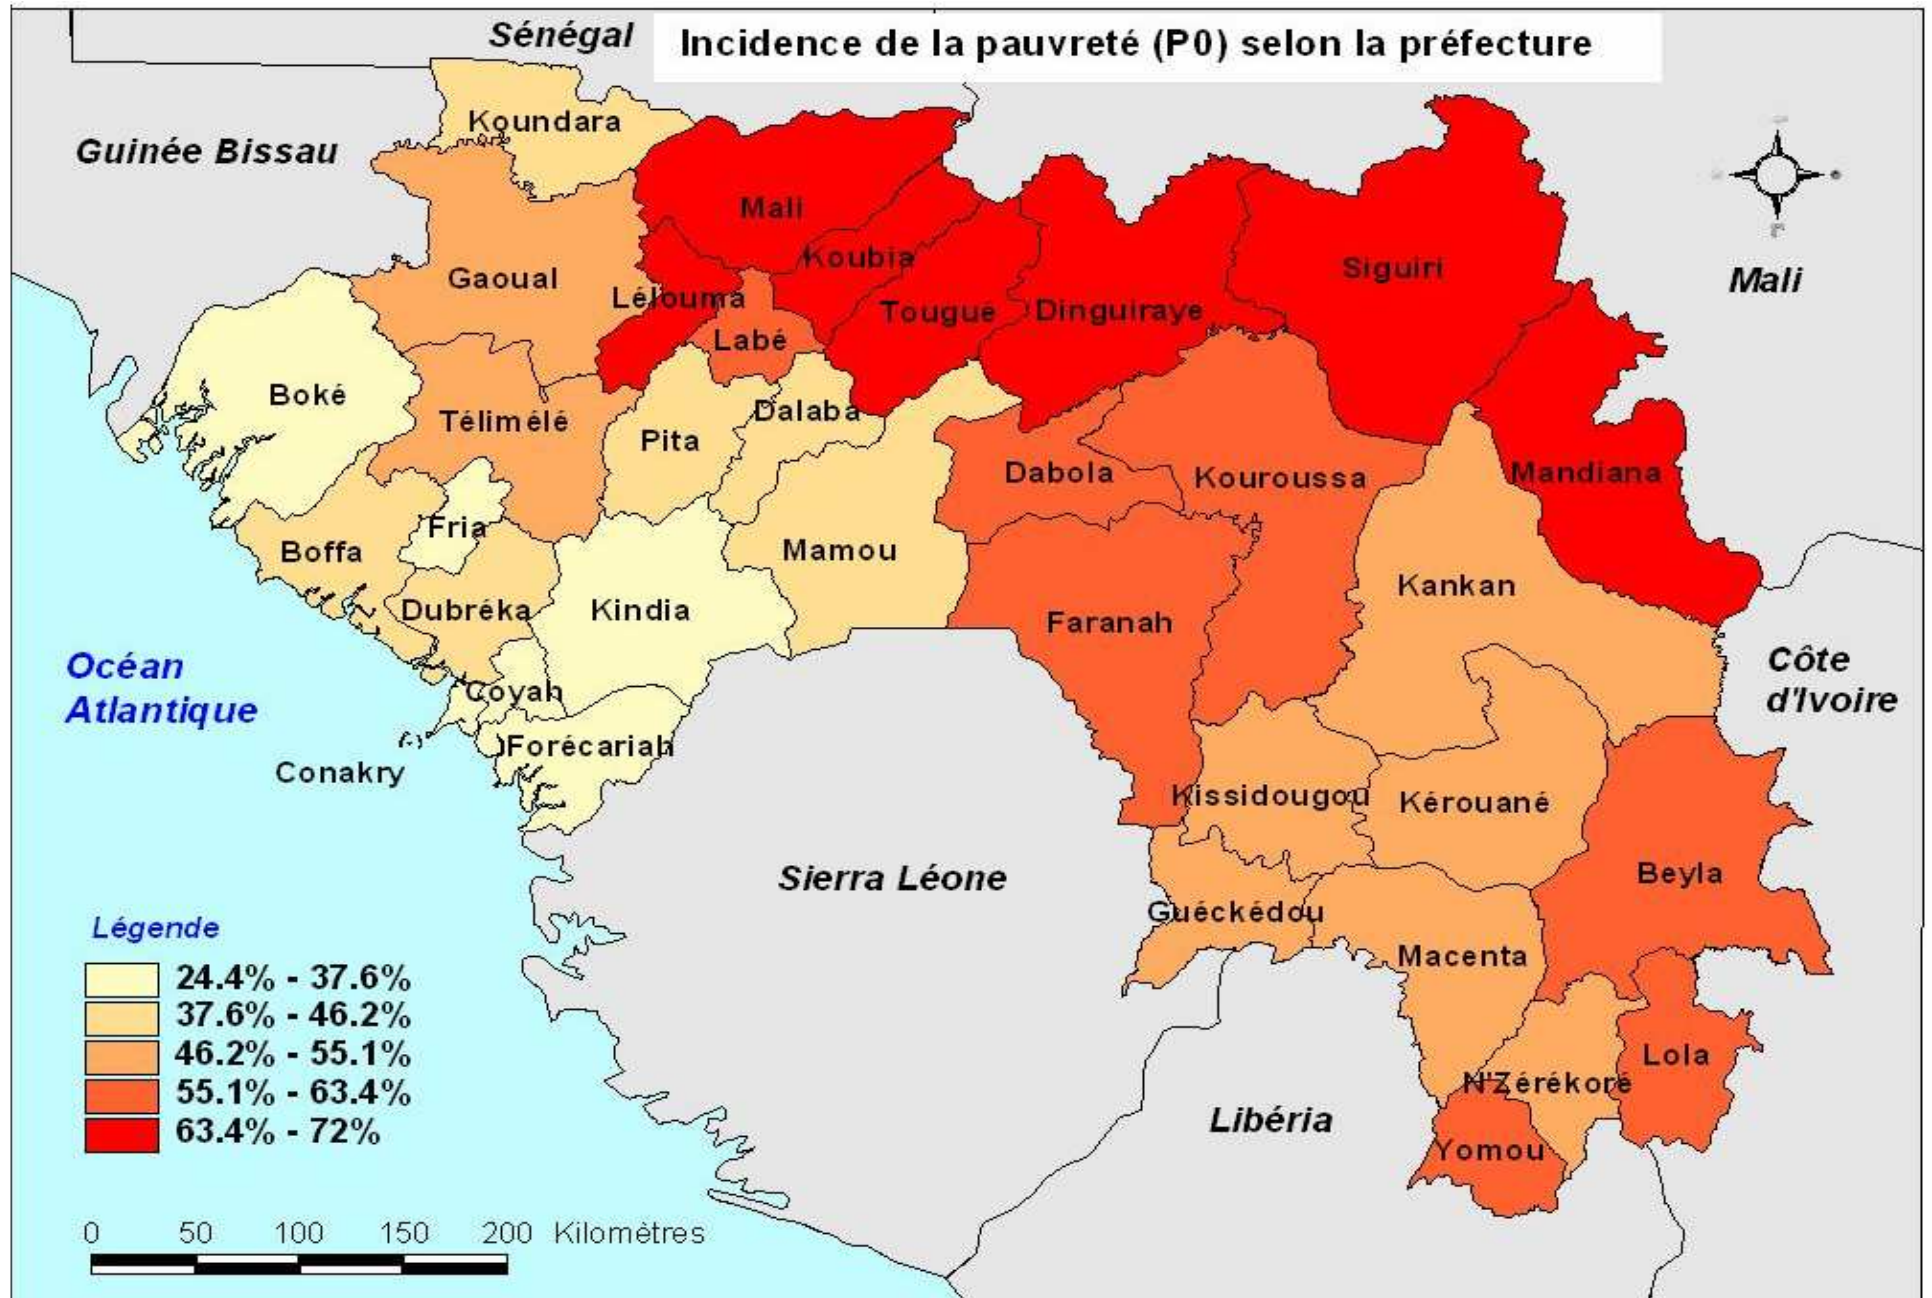 Sénégal
Incidence de la pauvreté (P0) selon la préfecture
Koundara
Guinée Bissau
Mali
Koubia
Siguiri
Gaoual
Mali
Lélouma
Tougué
Dinguiraye
Labé
Boké
Dalaba
Télimélé
Pita
Dabola
Kouroussa
Mandiana
Fria
Boffa
Mamou
Kankan
Dubréka
Kindia
Faranah
Océan
Atlantique
Côte
d'Ivoire
Coyah
Forécariah
Conakry
Kissidougou
Kérouané
Sierra Léone
Beyla
Guéckédou
Macenta
Légende
24.4% - 37.6%
37.6% - 46.2%
46.2% - 55.1%
55.1% - 63.4%
63.4% - 72%
Lola
N'Zérékoré
Libéria
Yomou
0 50 100 150 200 Kilomètres